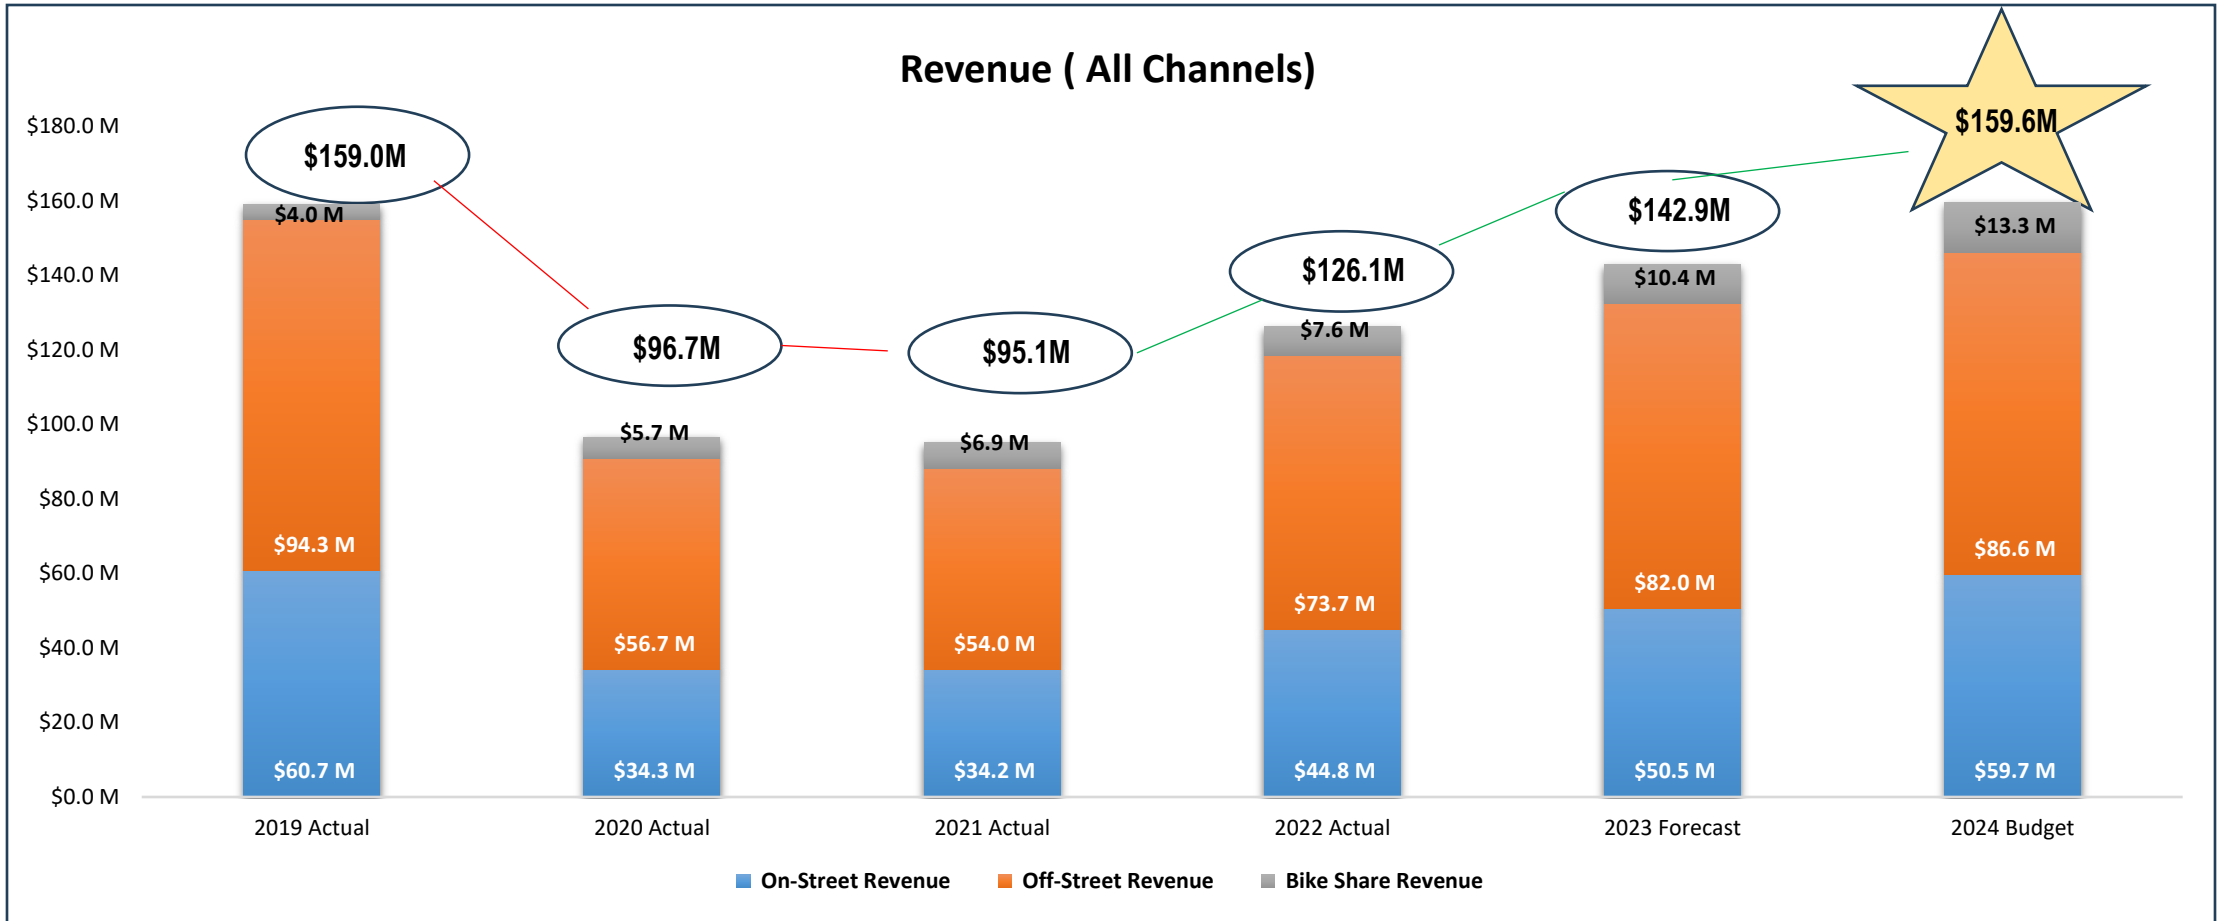 Revenue ( All Channels)
$180.0 M
$160.0 M
$140.0 M
$120.0 M
$100.0 M
$80.0 M
$60.0 M
$40.0 M
$20.0 M
$0.0 M
$159.0M
$96.7M
$95.1M
$126.1M
$142.9M
$159.6M
$4.0 M
$5.7 M
$6.9 M
$7.6 M
$10.4 M
$13.3 M
$94.3 M
$56.7 M
$54.0 M
$73.7 M
$82.0 M
$86.6 M
$60.7 M
$34.3 M
$34.2 M
$44.8 M
$50.5 M
$59.7 M
2019 Actual
2020 Actual
2021 Actual
2022 Actual
2023 Forecast
2024 Budget
On-Street Revenue
Off-Street Revenue
Bike Share Revenue